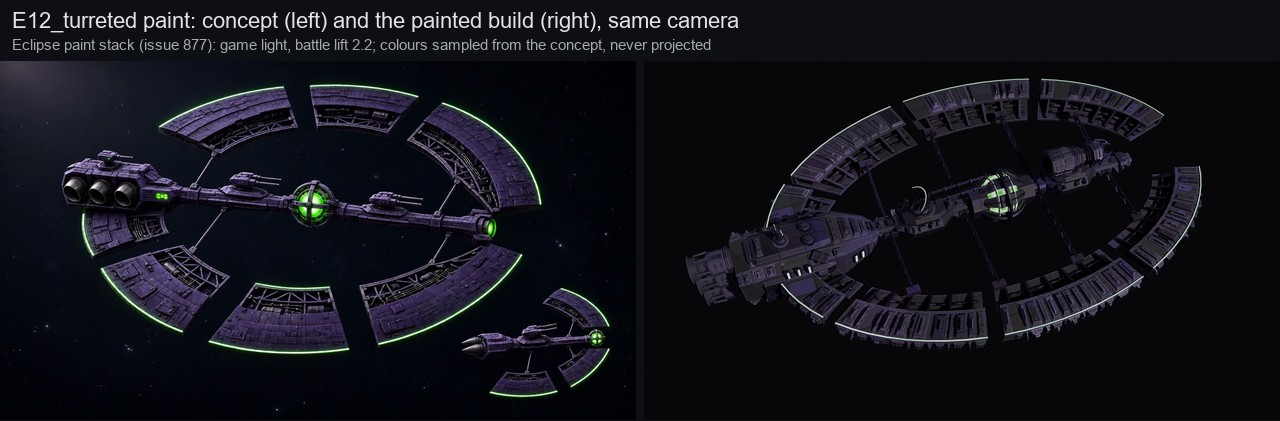 E12_turreted paint: concept (left) and the painted build (right), same camera
Eclipse paint stack (issue 877): game light, battle lift 2.2; colours sampled from the concept, never projected